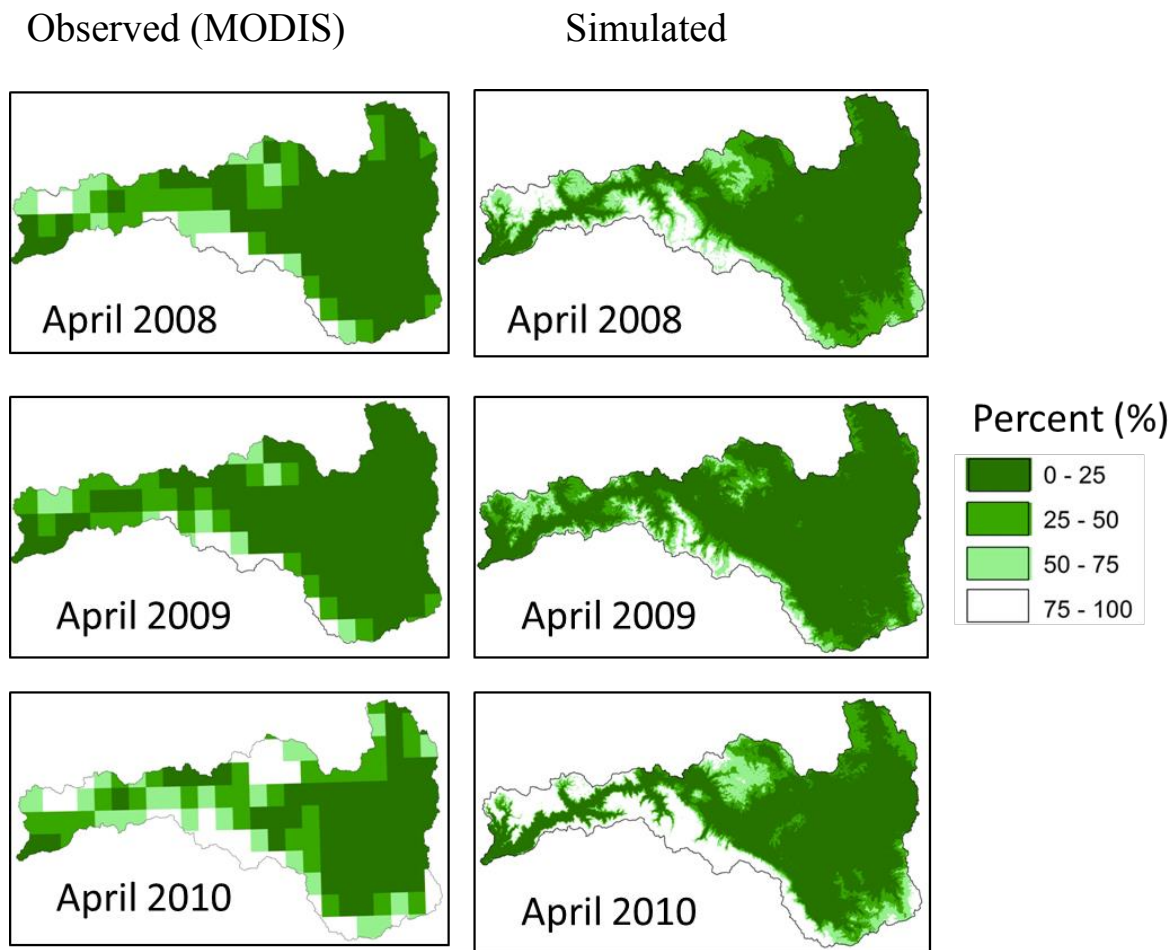 Observed (MODIS) Simulated
April 2008 April 2008
April 2009 April 2009
Percent (%)
0 - 25
25 - 50
50 - 75
75 - 100
April 2010 April 2010